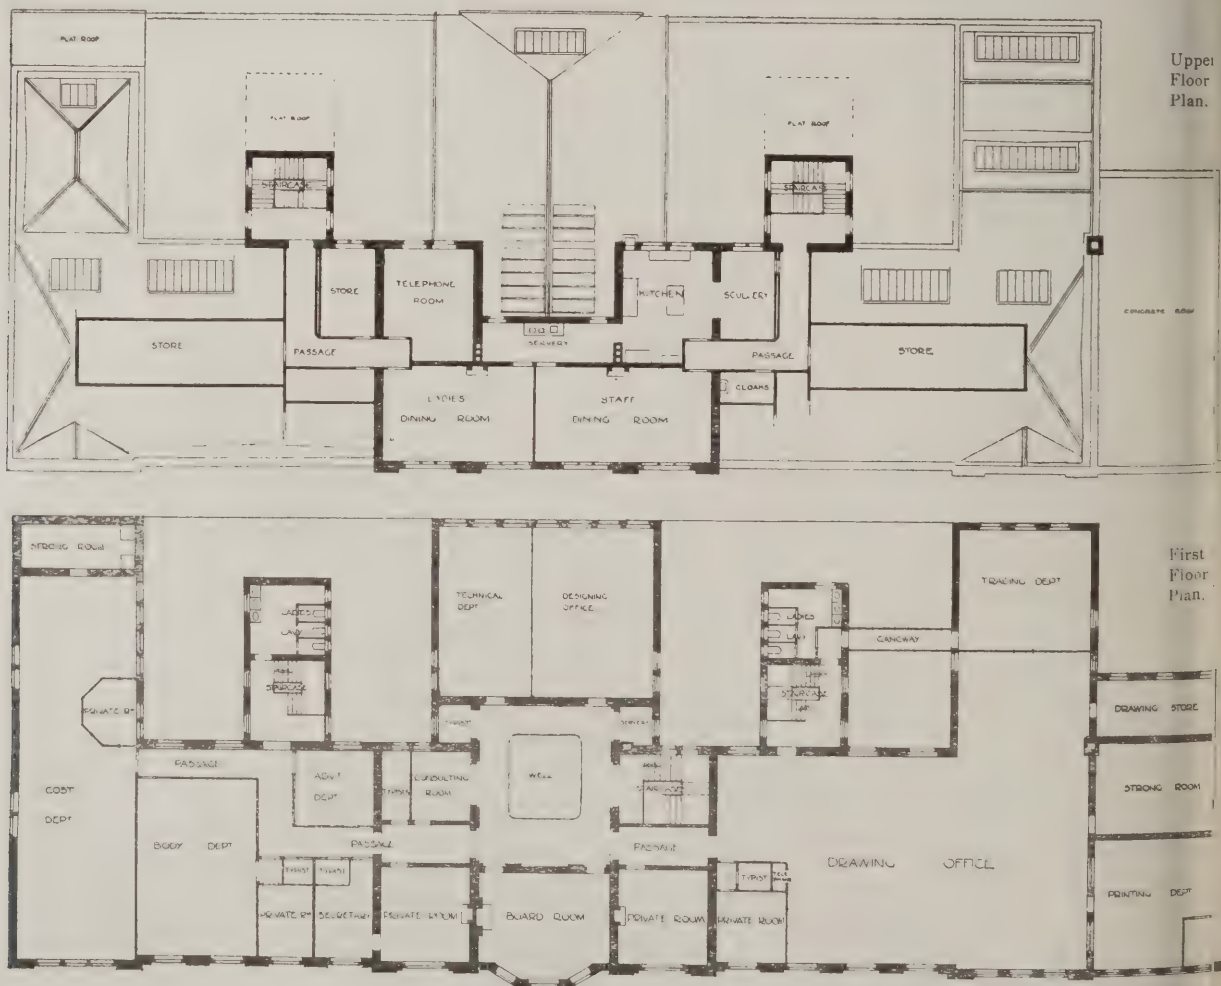 FLAT ROOF
Upper
Floor
Plan.
FLAT ROOF
FLAT ROOF
STAIRCASE
STAIRCASE
STORE
TELEPHONE
ROOM
KITCHEN
SCULLERY
CONCRETE ROOF
STORE
PASSAGE
SERVERY
PASSAGE
STORE
CLOAKS
LADIES
DINING ROOM
STAFF
DINING ROOM
STRONG ROOM
First
Floor
Plan.
TRACING DEPT
TECHNICAL
DEPT
DESIGNING
OFFICE
LADIES
LAVY
LADIES
LAVY
GANGWAY
STAIRCASE
STAIRCASE
PRIVATE RM
TYPIST
DRAWING STORE
PASSAGE
ADVT
DEPT
TYPISTS
CONSULTING
ROOM
WELL
STAIRCASE
STRONG ROOM
COST
DEPT
BODY DEPT
PASSAGE
PASSAGE
DRAWING OFFICE
TYPIST
TYPIST
TYPIST
TELE
PRINTING DEPT
PRIVATE RM
SECRETARY
PRIVATE ROOM
BOARD ROOM
PRIVATE ROOM
PRIVATE ROOM